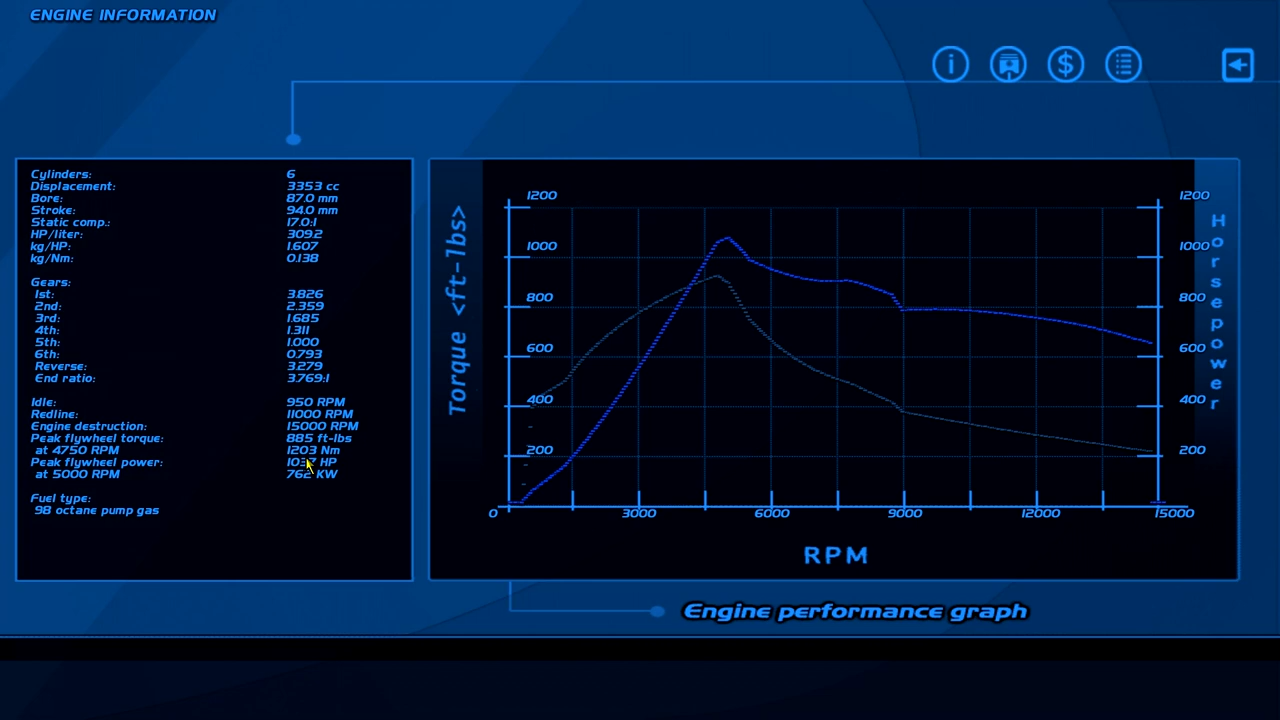 ENGINE INFORMATION
i $
Cylinders: 6
Displacement: 3353 cc
Bore: 87.0 mm
Stroke: 94.0 mm
Static comp.: 17.0:1
HP/liter: 309.2
kg/HP: 1.607
kg/Nm: 0.138
Gears:
1st: 3.826
2nd: 2.359
3rd: 1.685
4th: 1.311
5th: 1.000
6th: 0.793
Reverse: 3.279
End ratio: 3.769:1
Idle: 950 RPM
Redline: 11000 RPM
Engine destruction: 15000 RPM
Peak flywheel torque: 885 ft-lbs
at 4750 RPM 1203 Nm
Peak flywheel power: 1037 HP
at 5000 RPM 762 KW
Fuel type:
98 octane pump gas
Torque <ft-lbs>
1200 1200
1000 1000
800 800
600 600
400 400
200 200
0 3000 6000 9000 12000 15000
Horsepower
RPM
Engine performance graph